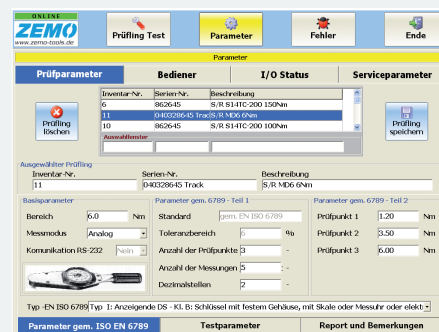 ONLINE
ZEMO
www.zemo-tools.de
Prüfling Test
Parameter
Fehler
Ende
Parameter
Prüfparameter
Bediener
I/O Status
Serviceparameter
Inventar-Nr. Serien-Nr. Beschreibung
6 862645 S/R S14TC-200 150Nm
11 040328645 Track S/R MD6 6Nm
10 862645 S/R S14TC-200 100Nm
Auswahlfenster
Prüfling löschen
Prüfling speichern
Ausgewählter Prüfling
Inventar-Nr. Serien-Nr. Beschreibung
11 040328645 Track S/R MD6 6Nm
Basisparameter
Bereich 6.0 Nm
Messmodus Analog
Komunikation RS-232 Nein
Parameter gem. 6789 - Teil 1
Standard gem. EN ISO 6789
Toleranzbereich 6 %
Anzahl der Prüfpunkte 3 -
Anzahl der Messungen 5 -
Dezimalstellen 2 -
Parameter gem. 6789 - Teil 2
Prüfpunkt 1 1.20 Nm
Prüfpunkt 2 3.50 Nm
Prüfpunkt 3 6.00 Nm
Typ -EN ISO 6789 Typ I: Anzeigende DS - Kl. B: Schlüssel mit festem Gehäuse, mit Skale oder Messuhr oder elekt
Parameter gem. ISO EN 6789
Testparameter
Report und Bemerkungen